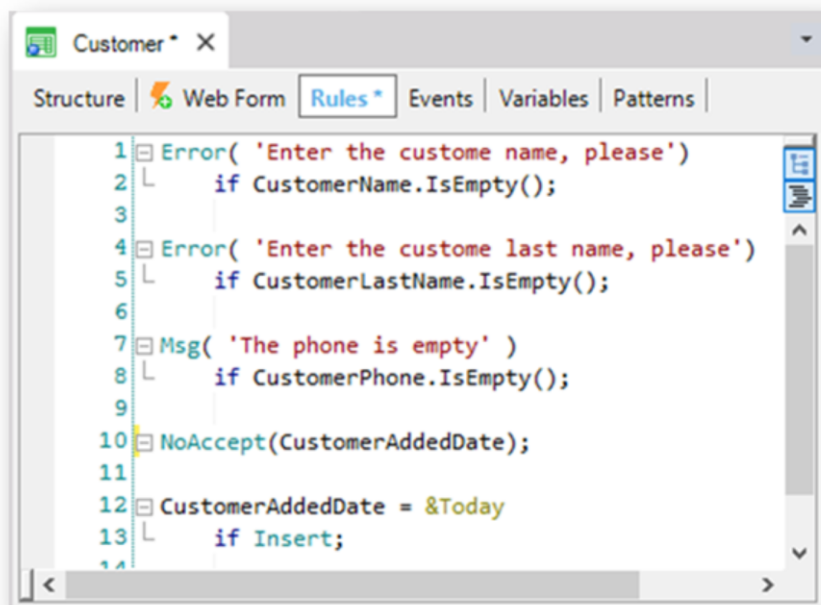 Customer *
Structure Web Form Rules * Events Variables Patterns
1 Error( 'Enter the custome name, please')
2 if CustomerName.IsEmpty();
3
4 Error( 'Enter the custome last name, please')
5 if CustomerLastName.IsEmpty();
6
7 Msg( 'The phone is empty' )
8 if CustomerPhone.IsEmpty();
9
10 NoAccept(CustomerAddedDate);
11
12 CustomerAddedDate = &Today
13 if Insert;
14